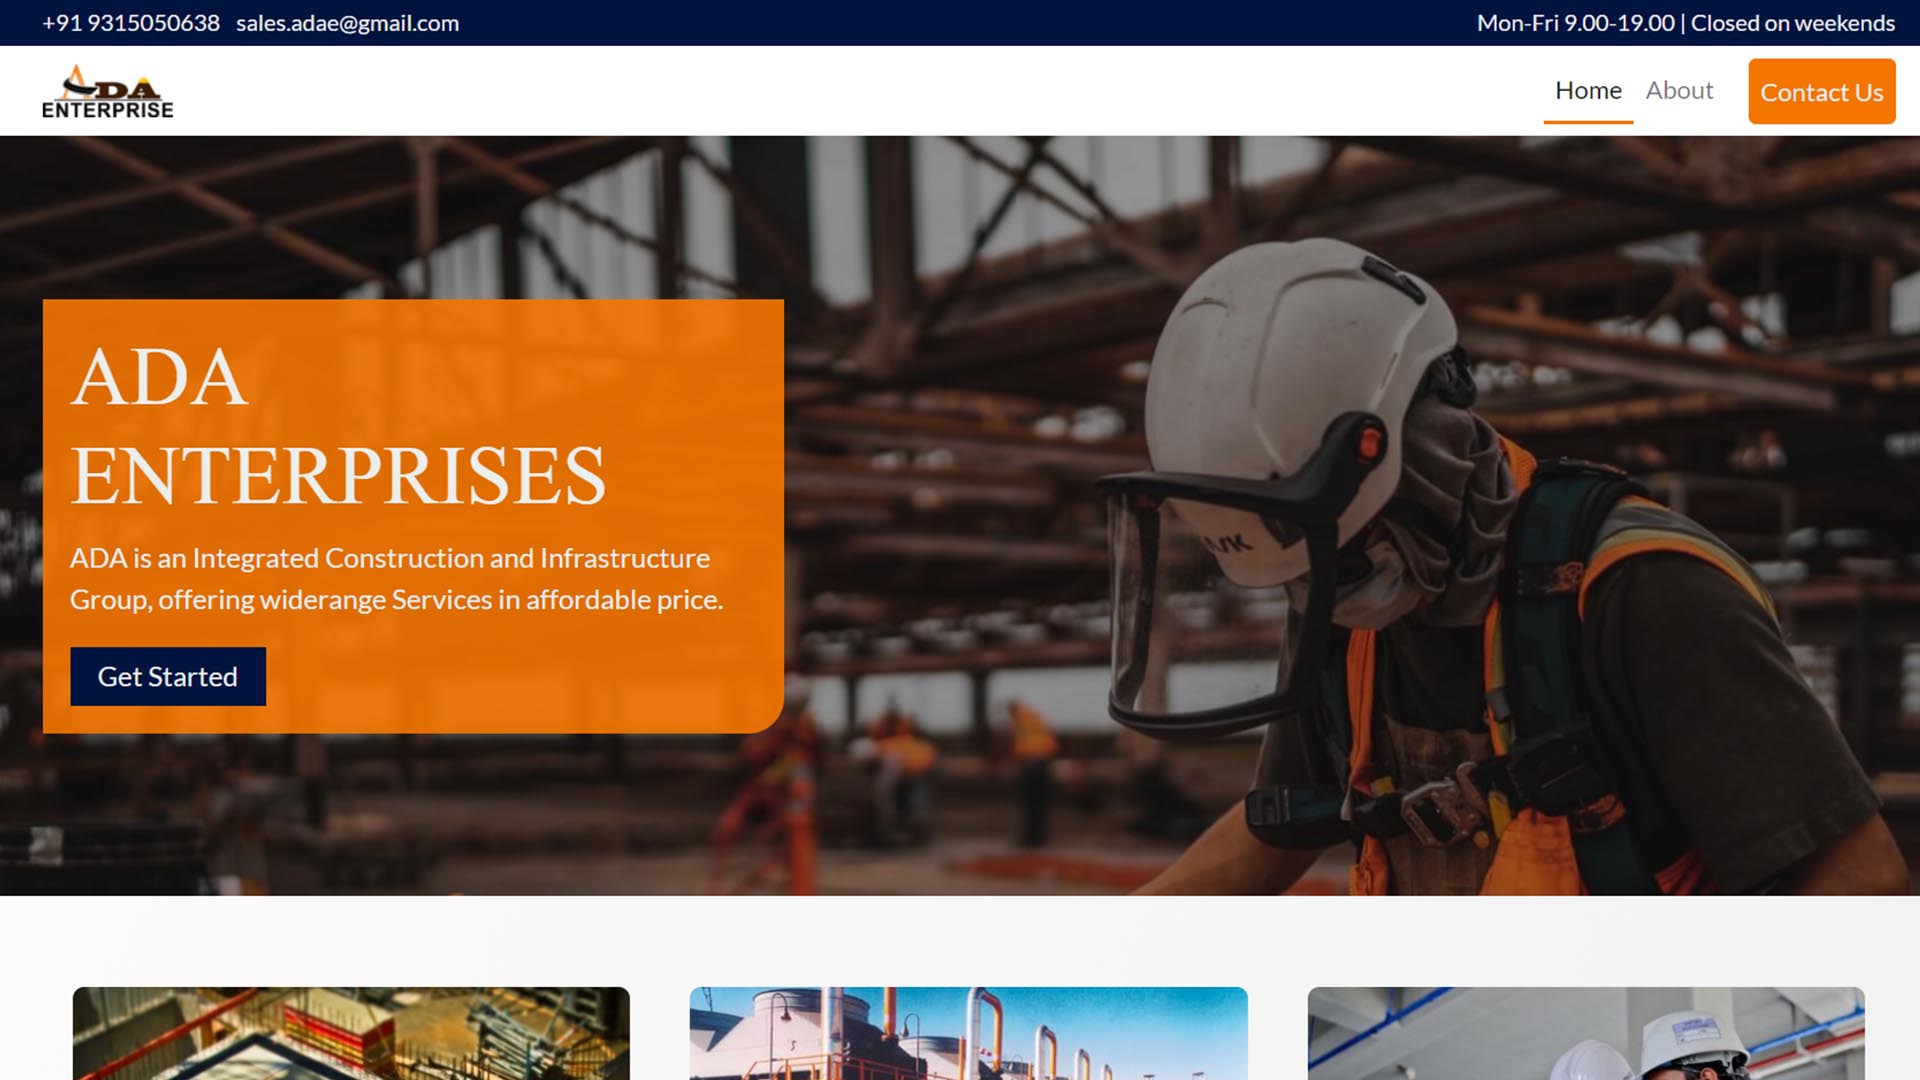 +91 9315050638 sales.adae@gmail.com
Mon-Fri 9.00-19.00 | Closed on weekends
ADA
ENTERPRISE
Home About Contact Us
ADA
ENTERPRISES
ADA is an Integrated Construction and Infrastructure
Group, offering widerange Services in affordable price.
Get Started